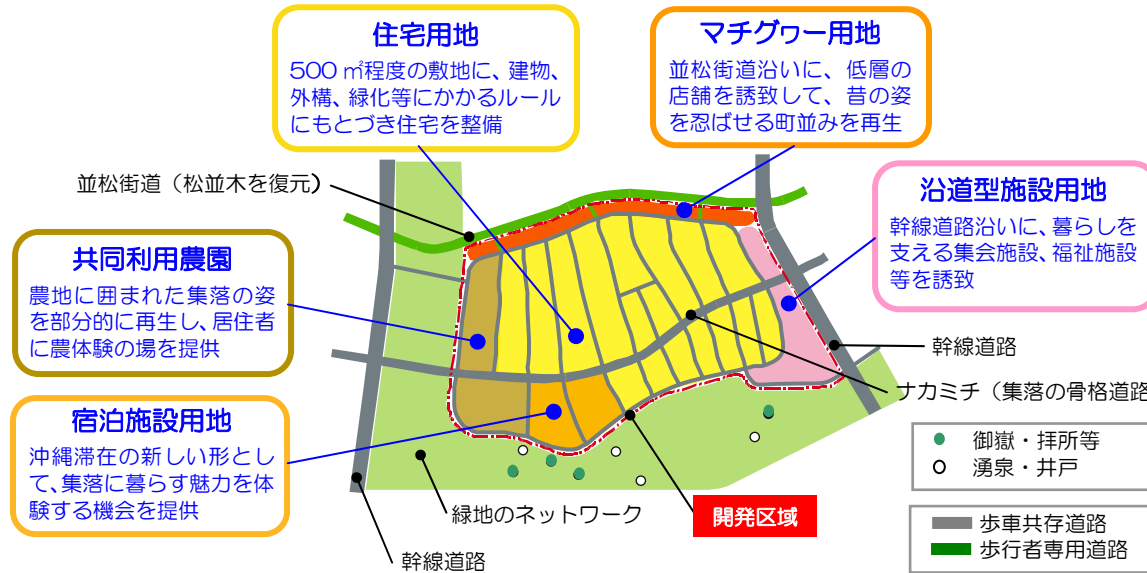 住宅用地
500 ㎡程度の敷地に、建物、
外構、緑化等にかかるルール
にもとづき住宅を整備
マチグヮー用地
並松街道沿いに、低層の
店舗を誘致して、昔の姿
を忍ばせる町並みを再生
並松街道（松並木を復元）
沿道型施設用地
幹線道路沿いに、暮らしを
支える集会施設、福祉施設
等を誘致
共同利用農園
農地に囲まれた集落の姿
を部分的に再生し、居住者
に農体験の場を提供
幹線道路
ナカミチ（集落の骨格道路
宿泊施設用地
沖縄滞在の新しい形とし
て、集落に暮らす魅力を体
験する機会を提供
御嶽・拝所等
湧泉・井戸
緑地のネットワーク
開発区域
歩車共存道路
歩行者専用道路
幹線道路